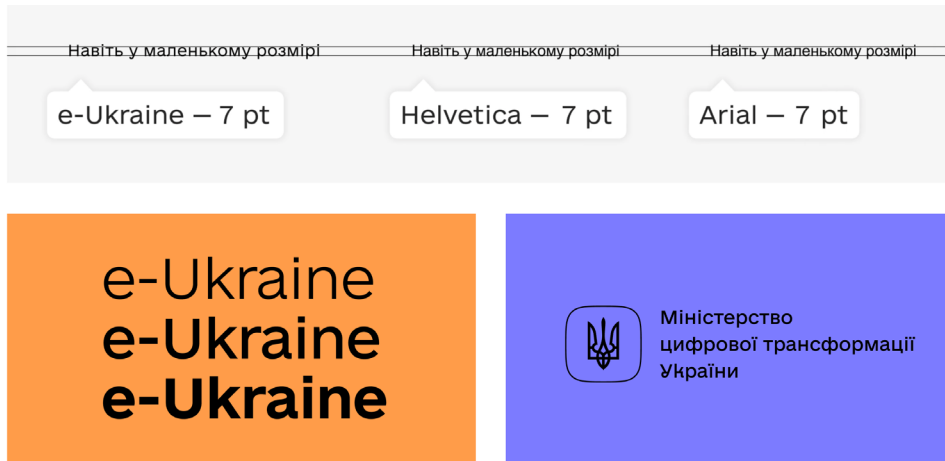 Навіть у маленькому розмірі
Навіть у маленькому розмірі
Навіть у маленькому розмірі
e-Ukraine – 7 pt
Helvetica – 7 pt
Arial – 7 pt
e-Ukraine
e-Ukraine
e-Ukraine
Міністерство
цифрової трансформації
України